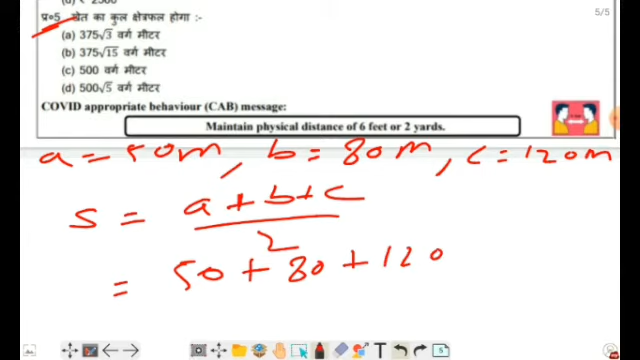 (d) ₹ 2500
5/5
प्र०5 खेत का कुल क्षेत्रफल होगा :-
(a) 375√3 वर्ग मीटर
(b) 375√15 वर्ग मीटर
(c) 500 वर्ग मीटर
(d) 500√5 वर्ग मीटर
COVID appropriate behaviour (CAB) message:
Maintain physical distance of 6 feet or 2 yards.
a = 50m, b = 80m, c = 120m
s = a+b+c
2
= 50 + 80 + 120
T
5